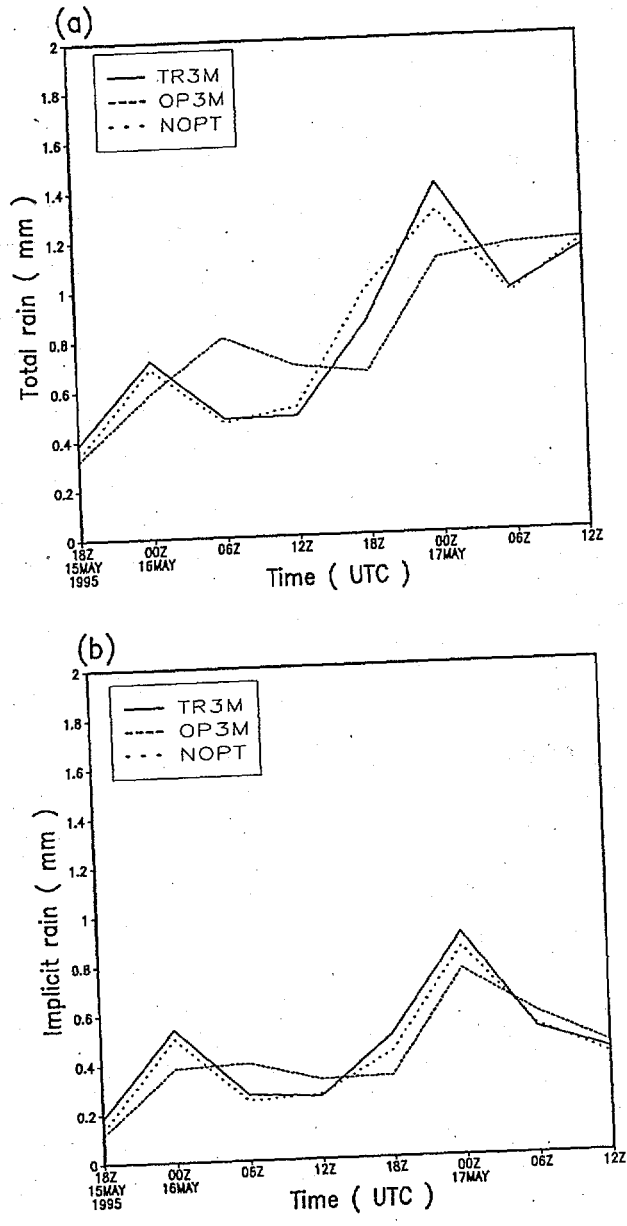 (a)
2
1.8
1.6
1.4
1.2
1
0.8
0.6
0.4
0.2
0
Total rain ( mm )
TR3M
OP3M
NOPT
18Z 00Z 06Z 12Z 18Z 00Z 06Z 12Z
15MAY 16MAY 17MAY
1995
Time ( UTC )
(b)
2
1.8
1.6
1.4
1.2
1
0.8
0.6
0.4
0.2
0
Implicit rain ( mm )
TR3M
OP3M
NOPT
18Z 00Z 06Z 12Z 18Z 00Z 06Z 12Z
15MAY 16MAY 17MAY
1995
Time ( UTC )